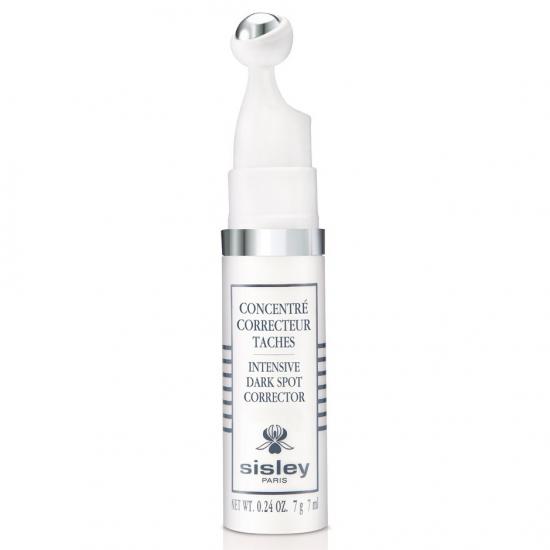 CONCENTRÉ
CORRECTEUR
TACHES
INTENSIVE
DARK SPOT
CORRECTOR
sisley
PARIS
NET WT. 0.24 OZ. 7 g 7 ml